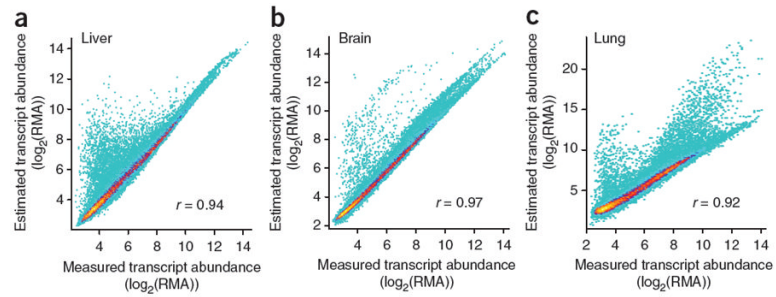 a
Liver
Estimated transcript abundance
(log2(RMA))
14
12
10
8
6
4
r = 0.94
4 6 8 10 12 14
Measured transcript abundance
(log2(RMA))
b
Brain
Estimated transcript abundance
(log2(RMA))
14
12
10
8
6
4
2
r = 0.97
4 6 8 10 12 14
Measured transcript abundance
(log2(RMA))
c
Lung
Estimated transcript abundance
(log2(RMA))
20
15
10
5
r = 0.92
2 4 6 8 10 12 14
Measured transcript abundance
(log2(RMA))